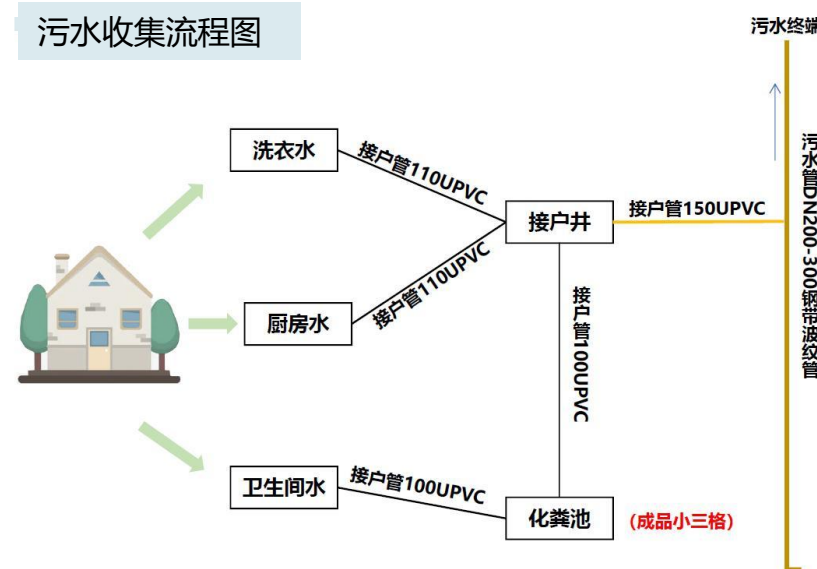 污水收集流程图
污水终端
洗衣水
接户管110UPVC
接户井
接户管150UPVC
污水管DN200-300钢带波纹管
厨房水
接户管110UPVC
接户管100UPVC
卫生间水
接户管100UPVC
化粪池
(成品小三格)